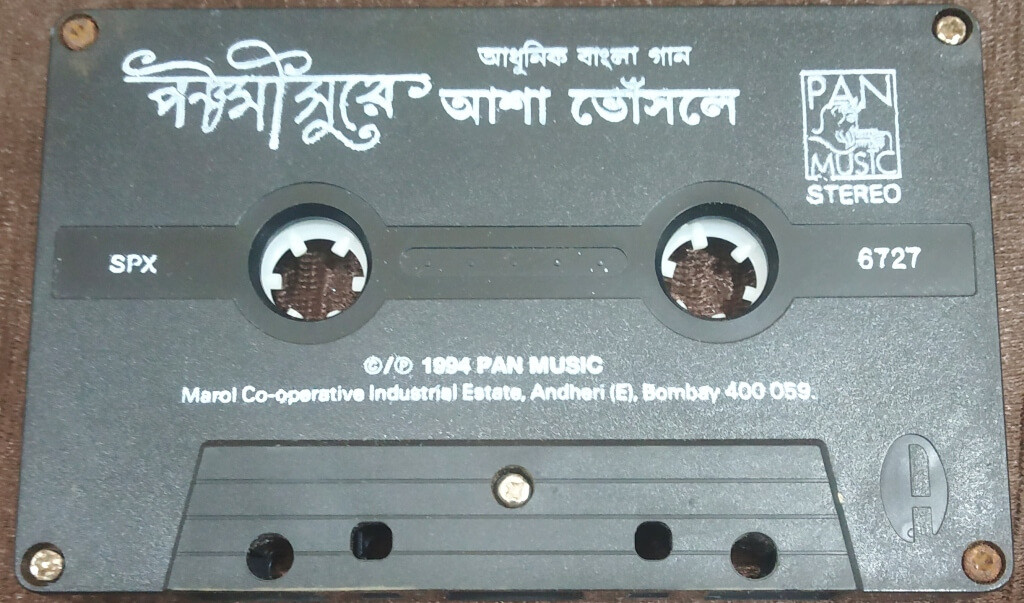 আধুনিক বাংলা গান
পঞ্চমী সুরে আশা ভোঁসলে
PAN
MUSIC
STEREO
SPX
6727
©/℗ 1994 PAN MUSIC
Marol Co-operative Industrial Estate, Andheri (E), Bombay 400 059.
A